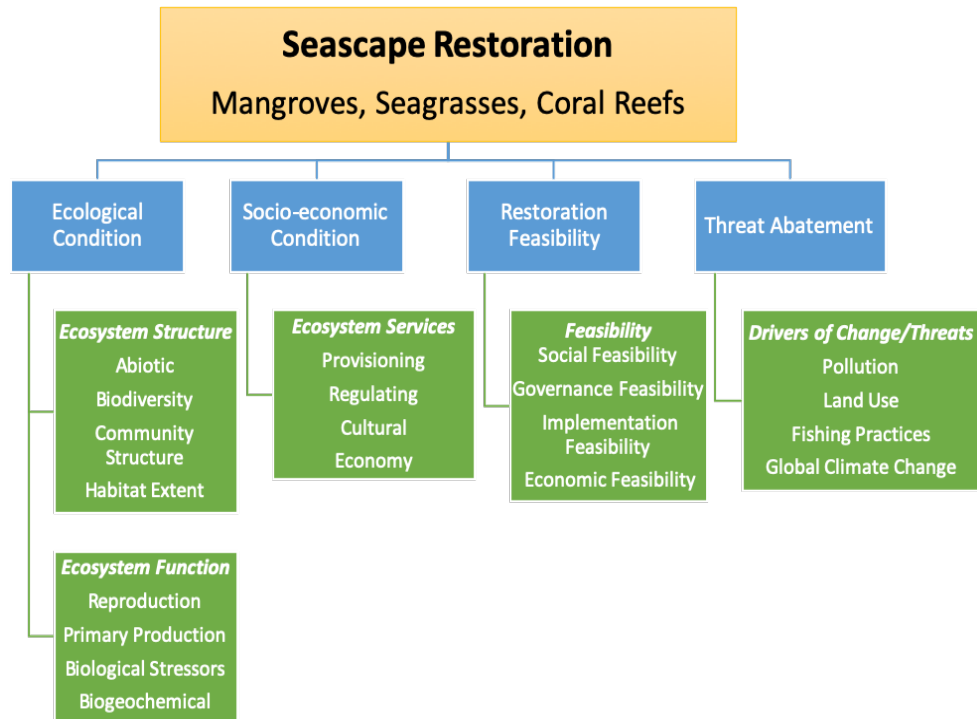 Seascape Restoration
Mangroves, Seagrasses, Coral Reefs
Ecological
Condition
Socio-economic
Condition
Restoration
Feasibility
Threat Abatement
Ecosystem Structure
Abiotic
Biodiversity
Community
Structure
Habitat Extent
Ecosystem Function
Reproduction
Primary Production
Biological Stressors
Biogeochemical
Ecosystem Services
Provisioning
Regulating
Cultural
Economy
Feasibility
Social Feasibility
Governance Feasibility
Implementation
Feasibility
Economic Feasibility
Drivers of Change/Threats
Pollution
Land Use
Fishing Practices
Global Climate Change